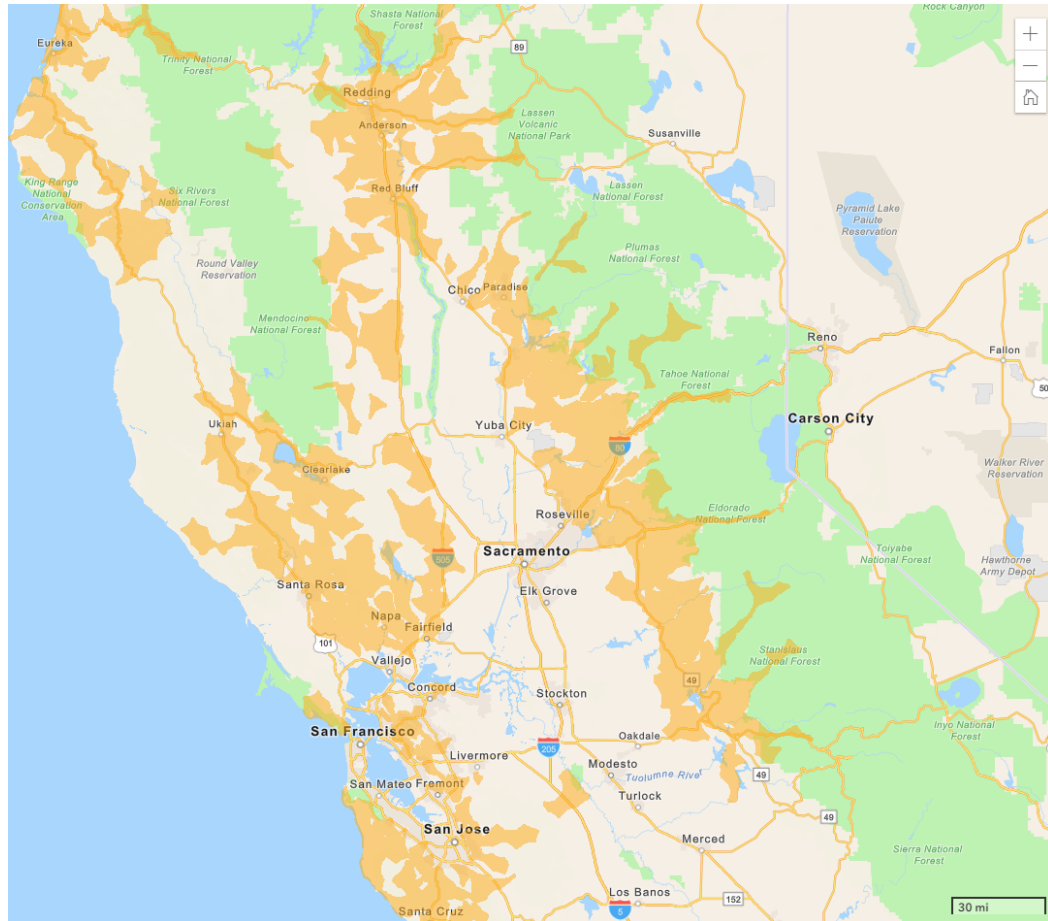 Shasta National
Forest
Rock Canyon
Eureka
89
+
−
Trinity National
Forest
Redding
Anderson
Lassen
Volcanic
National Park
Susanville
King Range
National
Conservation
Area
Six Rivers
National Forest
Red Bluff
Lassen
National Forest
Pyramid Lake
Paiute
Reservation
Round Valley
Reservation
Plumas
National Forest
Chico
Paradise
Mendocino
National Forest
Reno
Fallon
50
Tahoe National
Forest
Ukiah
Yuba City
Carson City
80
Clearlake
Walker River
Reservation
Roseville
Eldorado
National Forest
505
Sacramento
Toiyabe
National Forest
Hawthorne
Army Depot
Santa Rosa
Elk Grove
Napa
Fairfield
101
Vallejo
Stanislaus
National Forest
49
Concord
Stockton
San Francisco
Inyo National
Forest
205
Oakdale
Livermore
Modesto
49
San Mateo
Fremont
Tuolumne River
Turlock
49
San Jose
Merced
Sierra National
Forest
Los Banos
152
5
Santa Cruz
30 mi